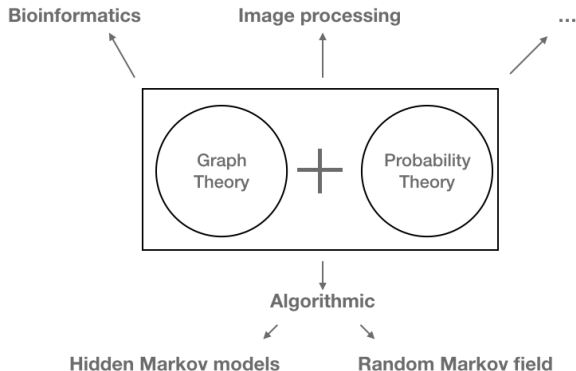 Bioinformatics
Image processing
...
Graph
Theory
Probability
Theory
Algorithmic
Hidden Markov models
Random Markov field